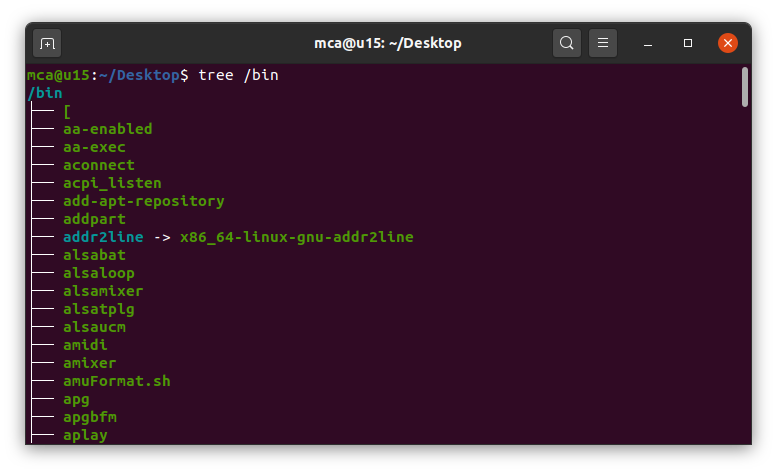 mca@u15: ~/Desktop
mca@u15:~/Desktop$ tree /bin
/bin
├── [
├── aa-enabled
├── aa-exec
├── aconnect
├── acpi_listen
├── add-apt-repository
├── addpart
├── addr2line -> x86_64-linux-gnu-addr2line
├── alsabat
├── alsaloop
├── alsamixer
├── alsatplg
├── alsaucm
├── amidi
├── amixer
├── amuFormat.sh
├── apg
├── apgbfm
├── aplay